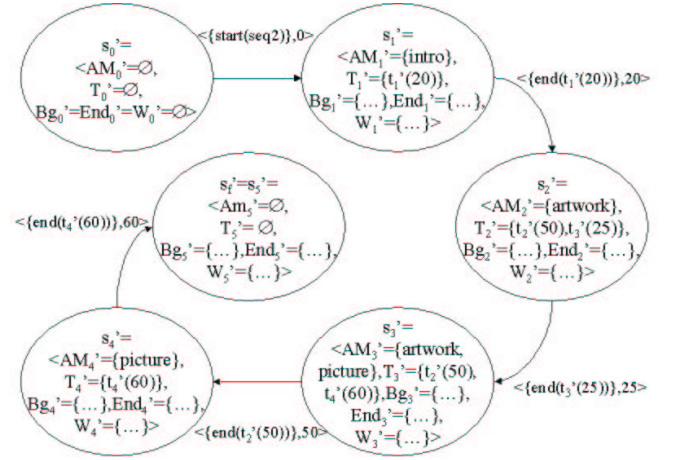 s₀’=
<AM₀’=∅,
T₀’=∅,
Bg₀’=End₀’=W₀’=∅>
<{start(seq2)},0>
s₁’=
<AM₁’={intro},
T₁’={t₁’(20)},
Bg₁’={…},End₁’={…},
W₁’={…}>
<{end(t₁’(20))},20>
s₂’=
<AM₂’={artwork},
T₂’={t₂’(50),t₃’(25)},
Bg₂’={…},End₂’={…},
W₂’={…}>
<{end(t₃’(25))},25>
s₃’=
<AM₃’={artwork,
picture},T₃’={t₂’(50),
t₄’(60)},Bg₃’={…},
End₃’={…},
W₃’={…}>
<{end(t₂’(50))},50>
s₄’=
<AM₄’={picture},
T₄’={t₄’(60)},
Bg₄’={…},End₄’={…},
W₄’={…}>
<{end(t₄’(60))},60>
s_f’=s₅’=
<Am₅’=∅,
T₅’= ∅,
Bg₅’={…},End₅’={…},
W₅’={…}>